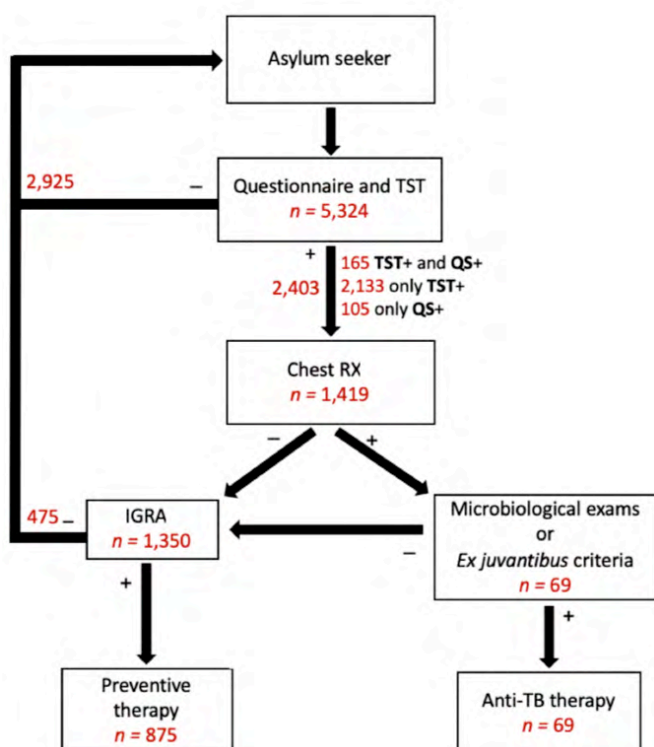 Asylum seeker
2,925
–
Questionnaire and TST
n = 5,324
+
2,403
165 TST+ and QS+
2,133 only TST+
105 only QS+
Chest RX
n = 1,419
–
+
475 –
IGRA
n = 1,350
–
Microbiological exams
or
Ex juvantibus criteria
n = 69
+
+
Preventive
therapy
n = 875
Anti-TB therapy
n = 69